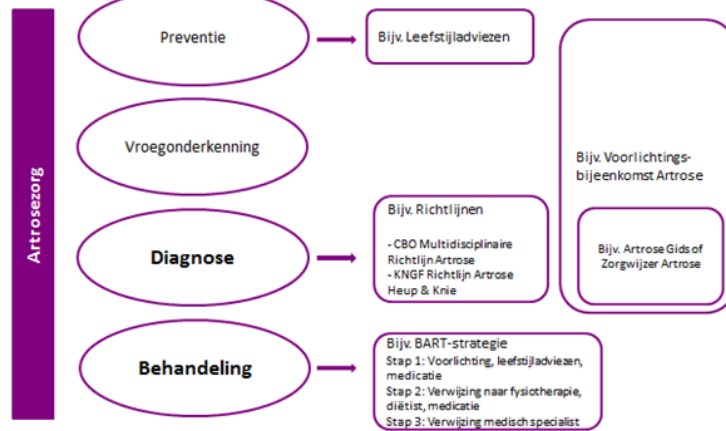 Artrosezorg
Preventie
Bijv. Leefstijladviezen
Vroegonderkenning
Bijv. Voorlichtings-
bijeenkomst Artrose
Bijv. Artrose Gids of
Zorgwijzer Artrose
Diagnose
Bijv. Richtlijnen
- CBO Multidisciplinaire
Richtlijn Artrose
- KNGF Richtlijn Artrose
Heup & Knie
Behandeling
Bijv. BART-strategie
Stap 1: Voorlichting, leefstijladviezen,
medicatie
Stap 2: Verwijzing naar fysiotherapie,
diëtist, medicatie
Stap 3: Verwijzing medisch specialist